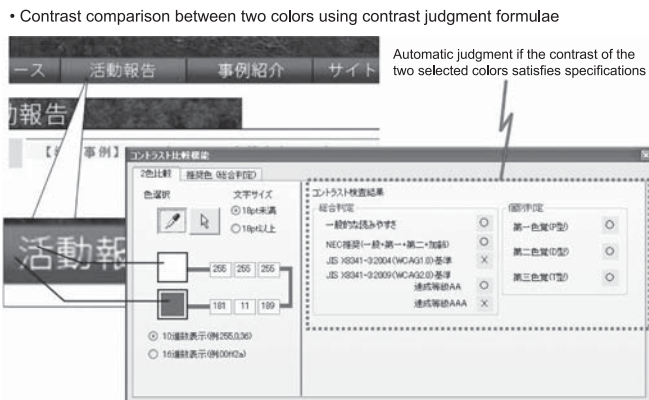 • Contrast comparison between two colors using contrast judgment formulae
Automatic judgment if the contrast of the
two selected colors satisfies specifications
ース 活動報告 事例紹介 サイト
動報告
事例】
活動報
コントラスト比較機能
2色比較 推奨色(総合判定)
色選択 文字サイズ
18pt未満
18pt以上
255 255 255
181 11 189
10進数表示(例255,0,36)
16進数表示(例00ff2a)
コントラスト検査結果
総合判定
一般的な読みやすさ ○
NEC推奨(一般+第一+第二+加齢) ○
JIS X8341-3:2004(WCAG1.0)基準 ×
JIS X8341-3:2009(WCAG2.0)基準
達成等級AA ○
達成等級AAA ×
個別判定
第一色覚(P型) ○
第二色覚(D型) ○
第三色覚(T型) ○